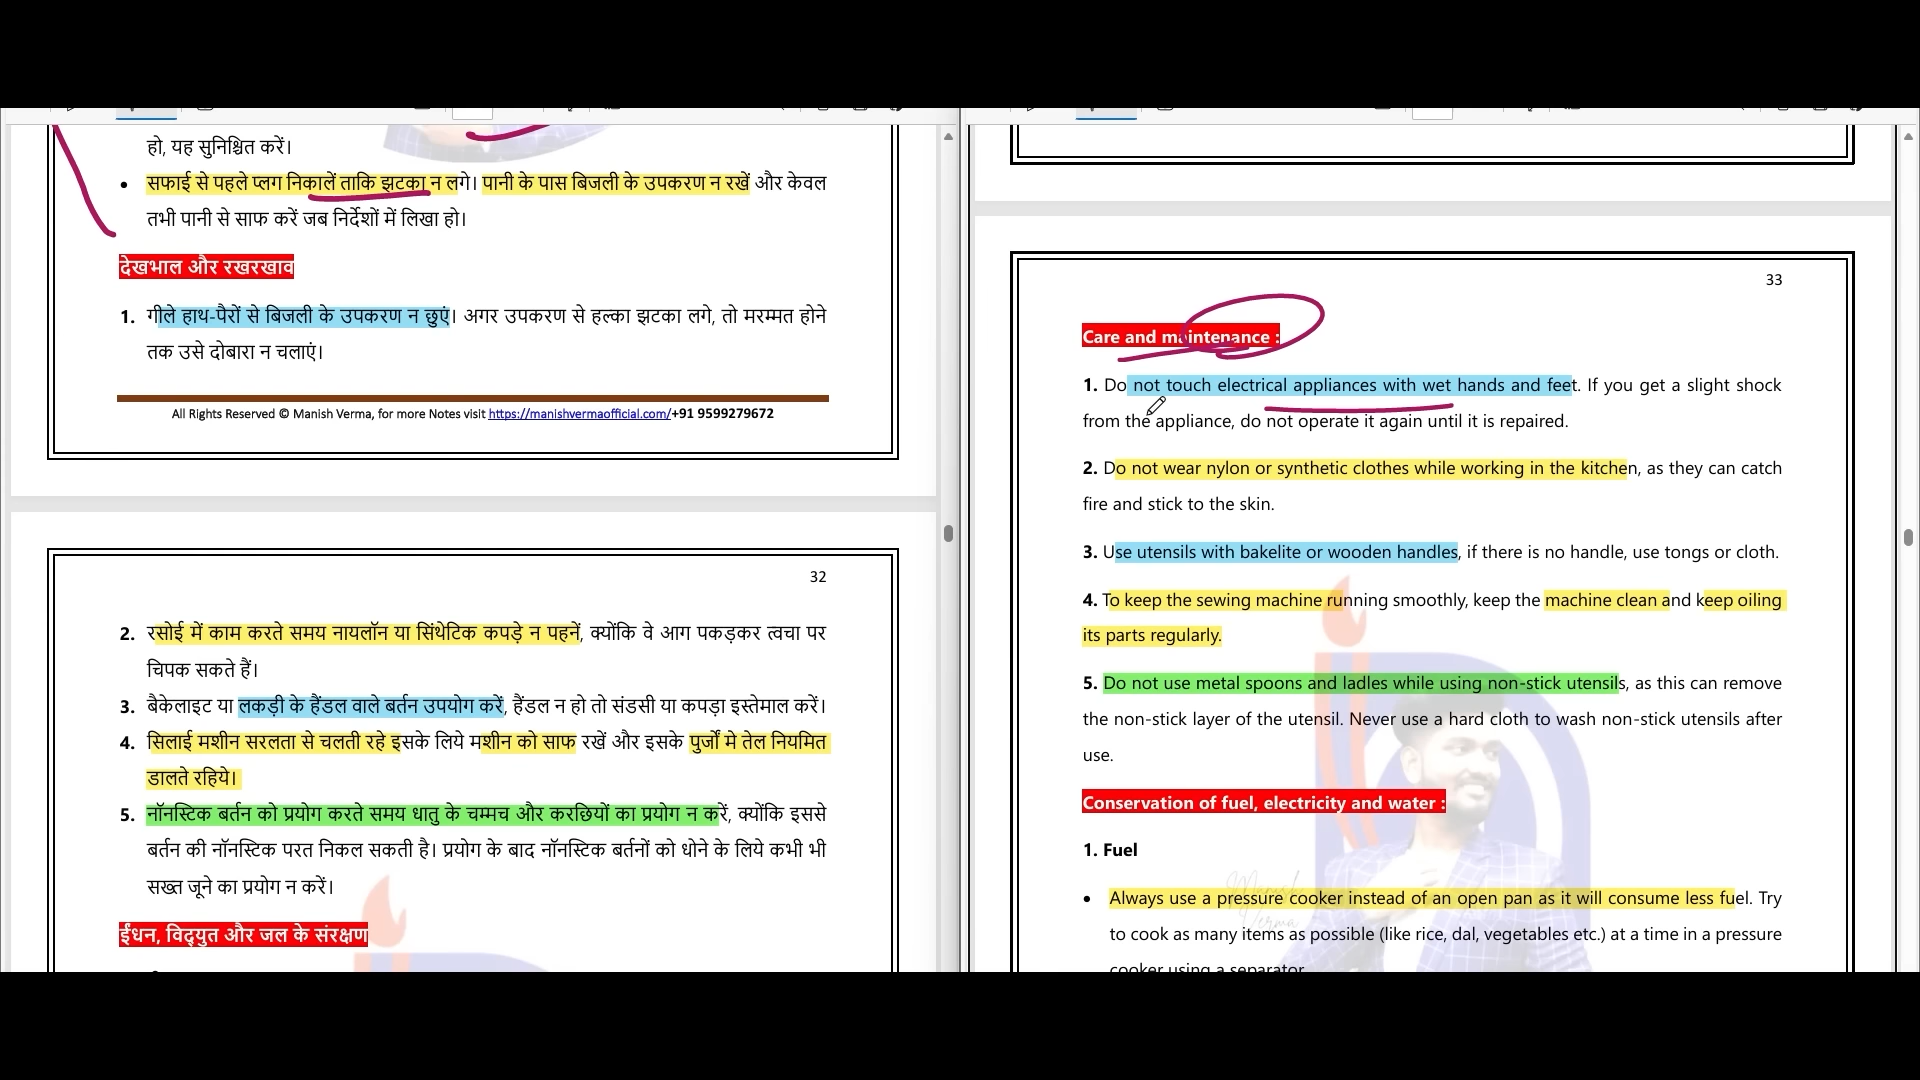 हो, यह सुनिश्चित करें।
• सफाई से पहले प्लग निकालें ताकि झटका न लगे। पानी के पास बिजली के उपकरण न रखें और केवल
तभी पानी से साफ करें जब निर्देशों में लिखा हो।
देखभाल और रखरखाव
1. गीले हाथ-पैरों से बिजली के उपकरण न छुएं। अगर उपकरण से हल्का झटका लगे, तो मरम्मत होने
तक उसे दोबारा न चलाएं।
All Rights Reserved © Manish Verma, for more Notes visit https://manishvermaofficial.com/+91 9599279672
32
2. रसोई में काम करते समय नायलॉन या सिंथेटिक कपड़े न पहनें, क्योंकि वे आग पकड़कर त्वचा पर
चिपक सकते हैं।
3. बैकेलाइट या लकड़ी के हैंडल वाले बर्तन उपयोग करें, हैंडल न हो तो संडसी या कपड़ा इस्तेमाल करें।
4. सिलाई मशीन सरलता से चलती रहे इसके लिये मशीन को साफ रखें और इसके पुर्जों मे तेल नियमित
डालते रहिये।
5. नॉनस्टिक बर्तन को प्रयोग करते समय धातु के चम्मच और करछियों का प्रयोग न करें, क्योंकि इससे
बर्तन की नॉनस्टिक परत निकल सकती है। प्रयोग के बाद नॉनस्टिक बर्तनों को धोने के लिये कभी भी
सख्त जूने का प्रयोग न करें।
ईंधन, विद्युत और जल के संरक्षण
33
Care and maintenance :
1. Do not touch electrical appliances with wet hands and feet. If you get a slight shock
from the appliance, do not operate it again until it is repaired.
2. Do not wear nylon or synthetic clothes while working in the kitchen, as they can catch
fire and stick to the skin.
3. Use utensils with bakelite or wooden handles, if there is no handle, use tongs or cloth.
4. To keep the sewing machine running smoothly, keep the machine clean and keep oiling
its parts regularly.
5. Do not use metal spoons and ladles while using non-stick utensils, as this can remove
the non-stick layer of the utensil. Never use a hard cloth to wash non-stick utensils after
use.
Conservation of fuel, electricity and water :
1. Fuel
• Always use a pressure cooker instead of an open pan as it will consume less fuel. Try
Manish
Verma
to cook as many items as possible (like rice, dal, vegetables etc.) at a time in a pressure
cooker using a separator